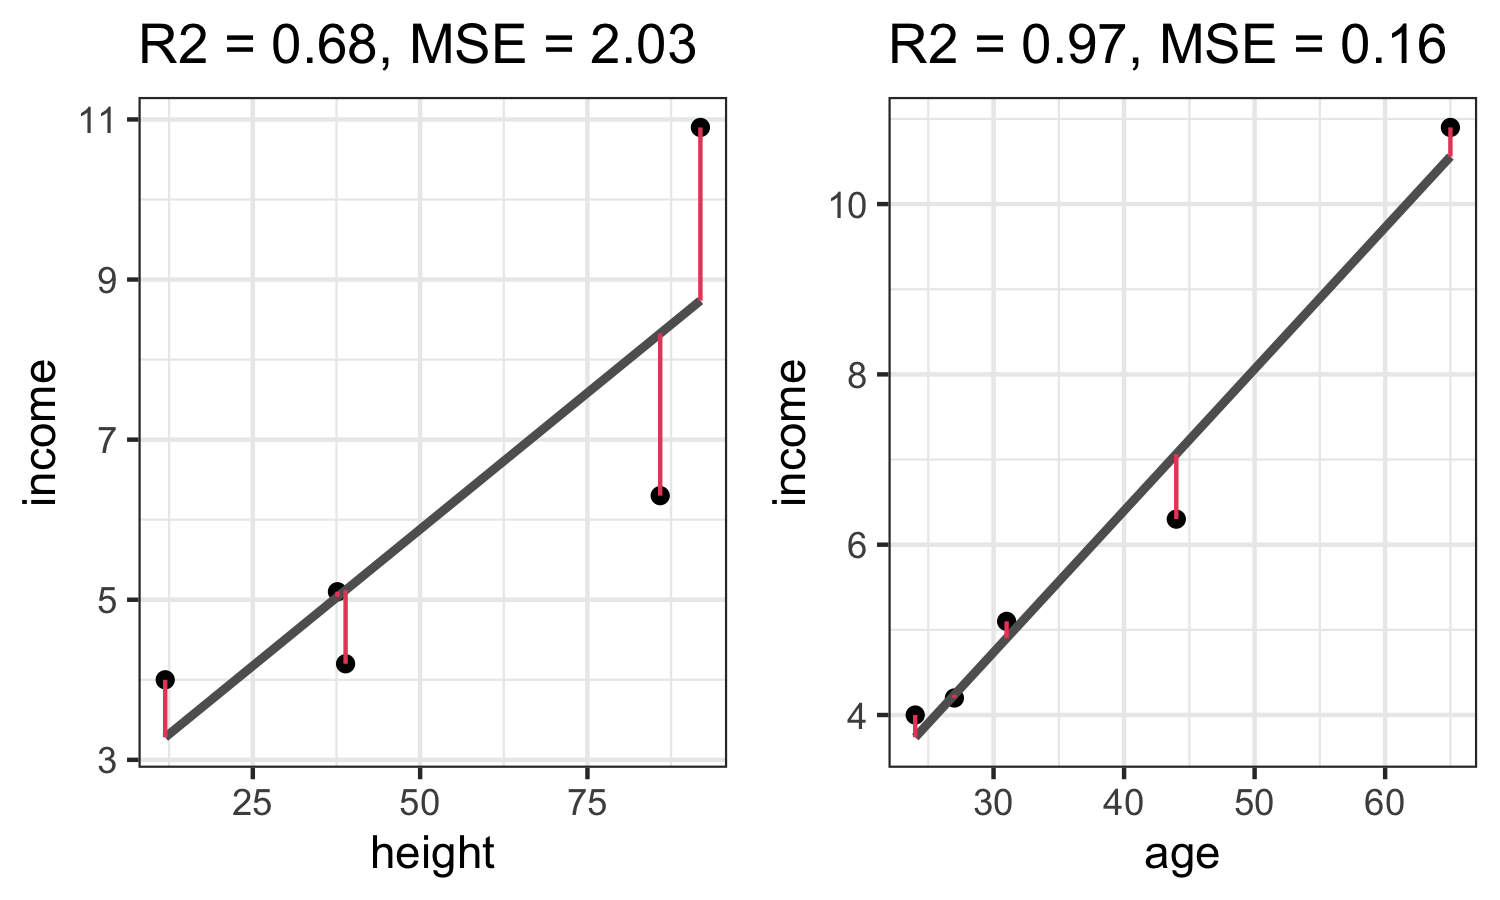 R2 = 0.68, MSE = 2.03
11
9
7
5
3
income
25 50 75
height
R2 = 0.97, MSE = 0.16
10
8
6
4
income
30 40 50 60
age